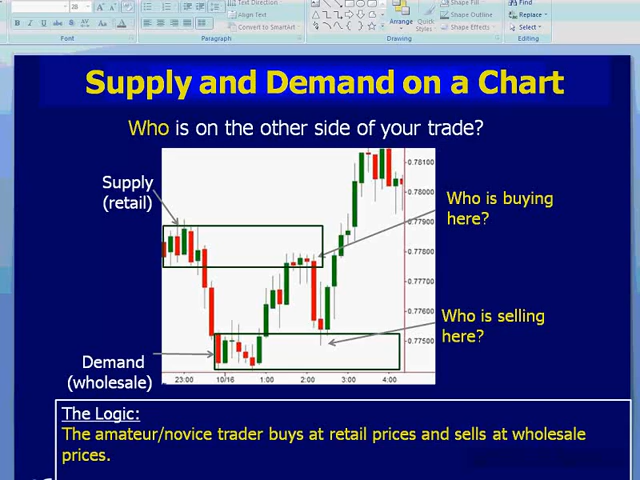 28
Text Direction
Align Text
Convert to SmartArt
Arrange
Quick
Styles
Shape Fill
Shape Outline
Shape Effects
Find
Replace
Select
Font
Paragraph
Drawing
Editing
Supply and Demand on a Chart
Who is on the other side of your trade?
Supply
(retail)
Who is buying
here?
Who is selling
here?
Demand
(wholesale)
0.78100
0.78000
0.77900
0.77800
0.77700
0.77600
0.77500
23:00
10/16
1:00
2:00
3:00
4:00
The Logic:
The amateur/novice trader buys at retail prices and sells at wholesale
prices.